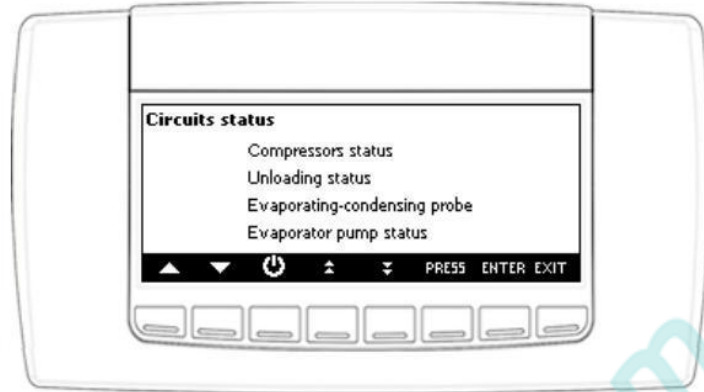 Circuits status
Compressors status
Unloading status
Evaporating-condensing probe
Evaporator pump status
PRESS ENTER EXIT